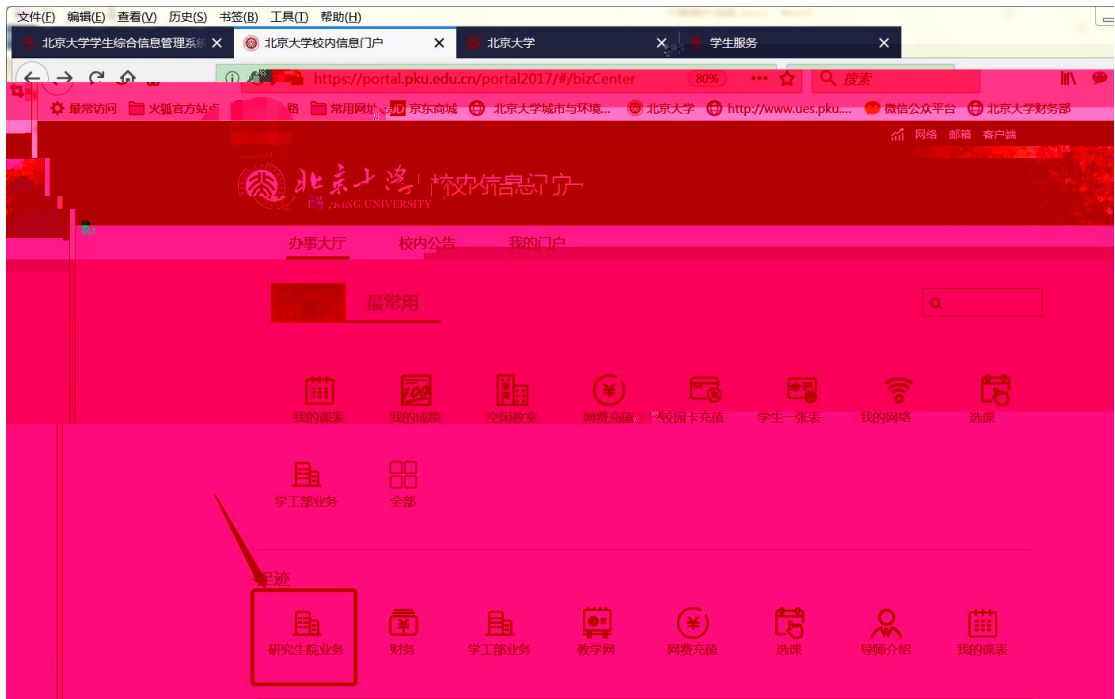 文件(F) 编辑(E) 查看(V) 历史(S) 书签(B) 工具(T) 帮助(H)
北京大学学生综合信息管理系统 北京大学校内信息门户 北京大学 学生服务
https://portal.pku.edu.cn/portal2017/#/bizCenter 80% 搜索
最常访问 火狐官方站点 常用网址 JD 京东商城 北京大学城市与环境... 北京大学 http://www.ues.pku.... 微信公众平台 北京大学财务部
网络 邮箱 客户端
北京大学 校内信息门户
UNIVERSITY
办事大厅 校内公告 我的门户
最常用
我的课表 我的成绩 空闲教室 网费充值 校园卡充值 学生一张表 我的网络 选课
学工部业务 全部
足迹
研究生院业务 财务 学工部业务 教学网 网费充值 选课 导师介绍 我的课表